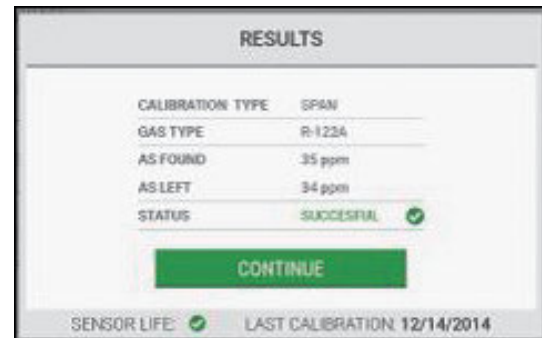 RESULTS
CALIBRATION TYPE SPAN
GAS TYPE R-123A
AS FOUND 35 ppm
AS LEFT 34 ppm
STATUS SUCCESFUL
CONTINUE
SENSOR LIFE: LAST CALIBRATION: 12/14/2014